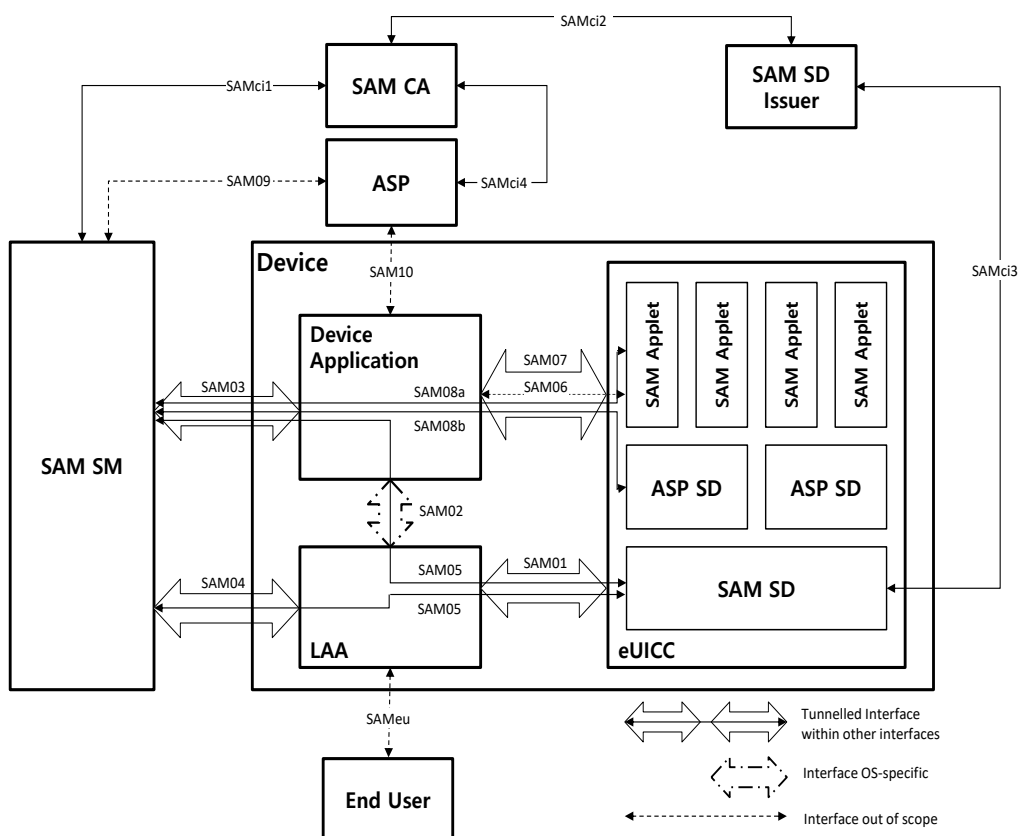 SAMci2
SAM CA
SAM SD
Issuer
SAMci1
ASP
SAM09
SAMci4
SAMci3
Device
SAM10
Device
Application
SAM Applet
SAM Applet
SAM Applet
SAM Applet
SAM07
SAM03
SAM08a
SAM06
SAM08b
SAM SM
ASP SD
ASP SD
SAM02
SAM05
SAM01
SAM04
SAM SD
SAM05
LAA
eUICC
SAMeu
Tunnelled Interface
within other interfaces
Interface OS-specific
End User
Interface out of scope